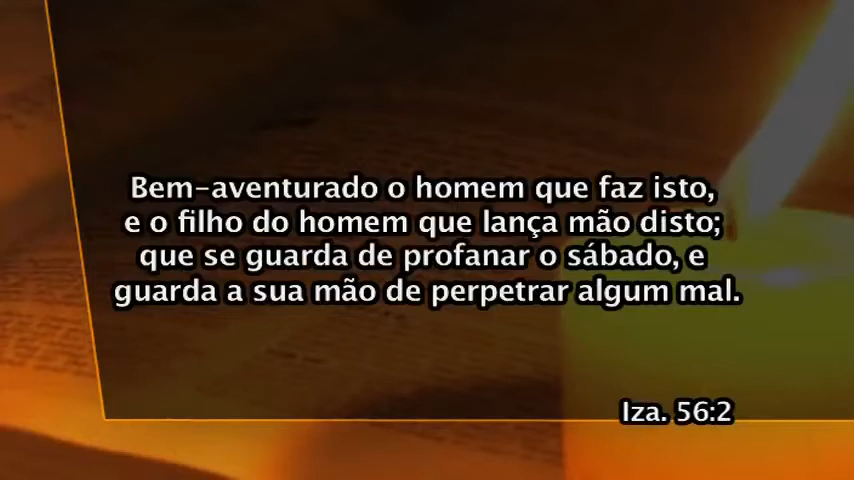 Bem-aventurado o homem que faz isto,
e o filho do homem que lança mão disto;
que se guarda de profanar o sábado, e
guarda a sua mão de perpetrar algum mal.
Iza. 56:2